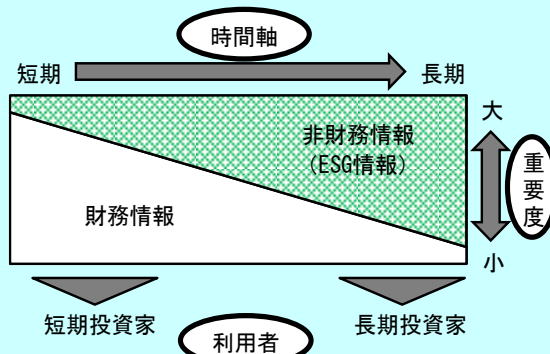 時間軸
短期
長期
大
非財務情報
(ESG情報)
重要度
財務情報
小
短期投資家
長期投資家
利用者